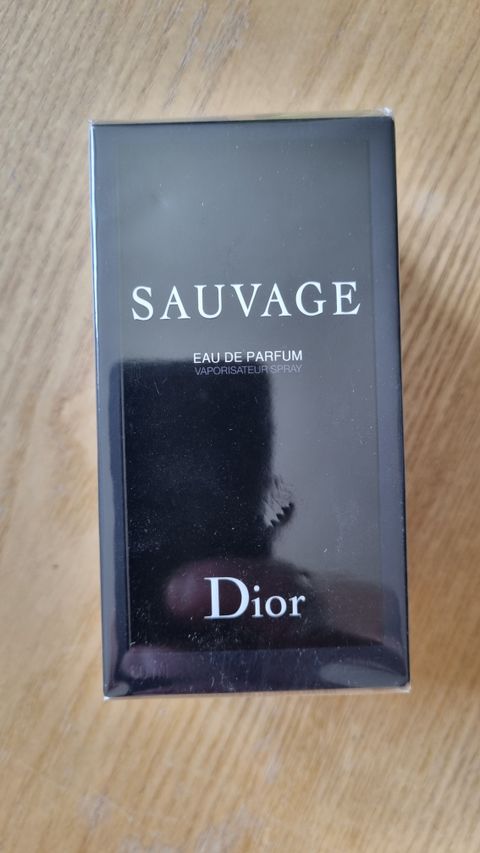 SAUVAGE
EAU DE PARFUM
VAPORISATEUR SPRAY
Dior